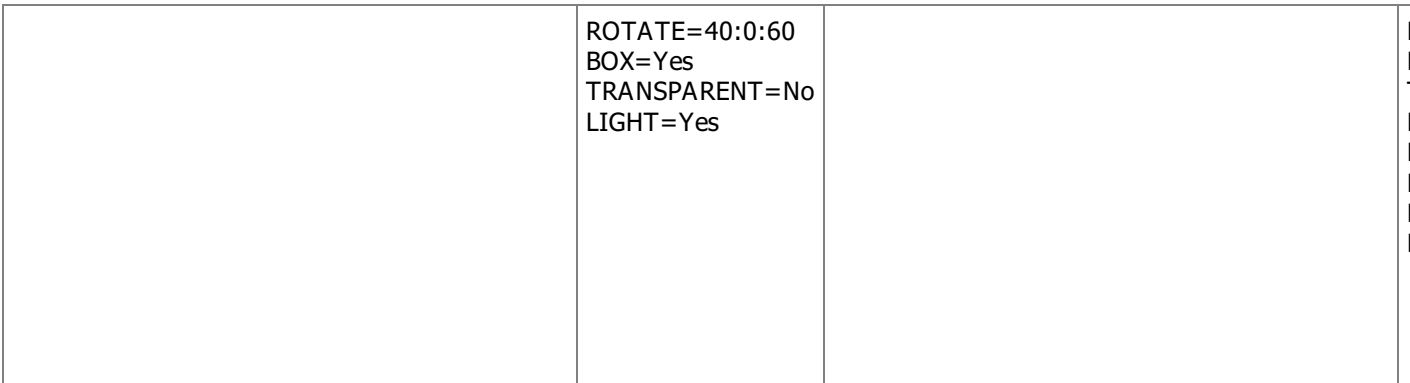 ROTATE=40:0:60
BOX=Yes
TRANSPARENT=No
LIGHT=Yes